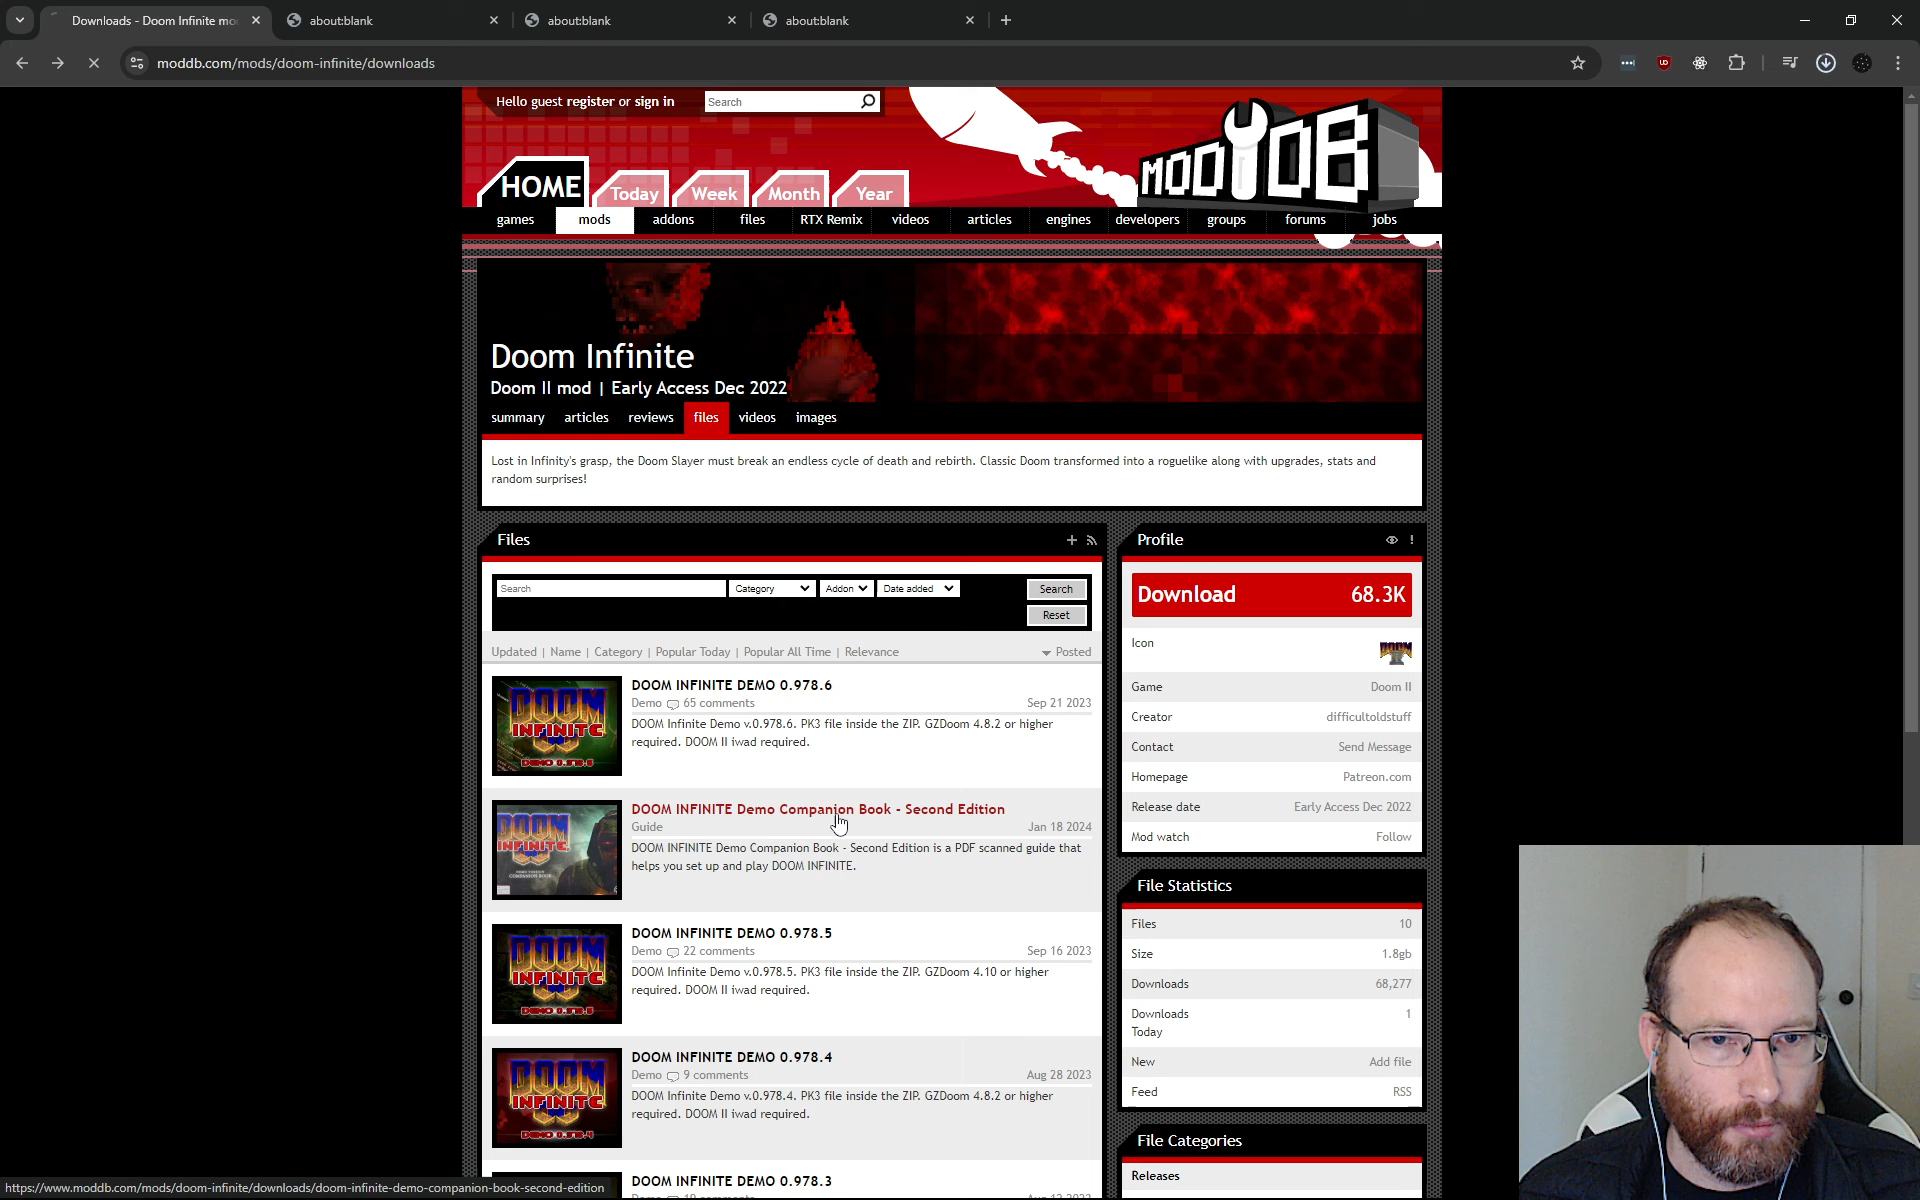 Downloads - Doom Infinite mo
about:blank
about:blank
about:blank
moddb.com/mods/doom-infinite/downloads
Hello guest register or sign in
Search
MODDB
HOME
Today
Week
Month
Year
games
mods
addons
files
RTX Remix
videos
articles
engines
developers
groups
forums
jobs
Doom Infinite
Doom II mod | Early Access Dec 2022
summary
articles
reviews
files
videos
images
Lost in Infinity's grasp, the Doom Slayer must break an endless cycle of death and rebirth. Classic Doom transformed into a roguelike along with upgrades, stats and
random surprises!
Files
Search
Category
Addon
Date added
Search
Reset
Updated | Name | Category | Popular Today | Popular All Time | Relevance
Posted
DOOM INFINITE DEMO 0.978.6
Demo 65 comments
Sep 21 2023
DOOM Infinite Demo v.0.978.6. PK3 file inside the ZIP. GZDoom 4.8.2 or higher
required. DOOM II iwad required.
DOOM INFINITE Demo Companion Book - Second Edition
Guide
Jan 18 2024
DOOM INFINITE Demo Companion Book - Second Edition is a PDF scanned guide that
helps you set up and play DOOM INFINITE.
DOOM INFINITE DEMO 0.978.5
Demo 22 comments
Sep 16 2023
DOOM Infinite Demo v.0.978.5. PK3 file inside the ZIP. GZDoom 4.10 or higher
required. DOOM II iwad required.
DOOM INFINITE DEMO 0.978.4
Demo 9 comments
Aug 28 2023
DOOM Infinite Demo v.0.978.4. PK3 file inside the ZIP. GZDoom 4.8.2 or higher
required. DOOM II iwad required.
DOOM INFINITE DEMO 0.978.3
Profile
Download 68.3K
Icon
Game Doom II
Creator difficultoldstuff
Contact Send Message
Homepage Patreon.com
Release date Early Access Dec 2022
Mod watch Follow
File Statistics
Files 10
Size 1.8gb
Downloads 68,277
Downloads
Today
1
New Add file
Feed RSS
File Categories
Releases
https://www.moddb.com/mods/doom-infinite/downloads/doom-infinite-demo-companion-book-second-edition